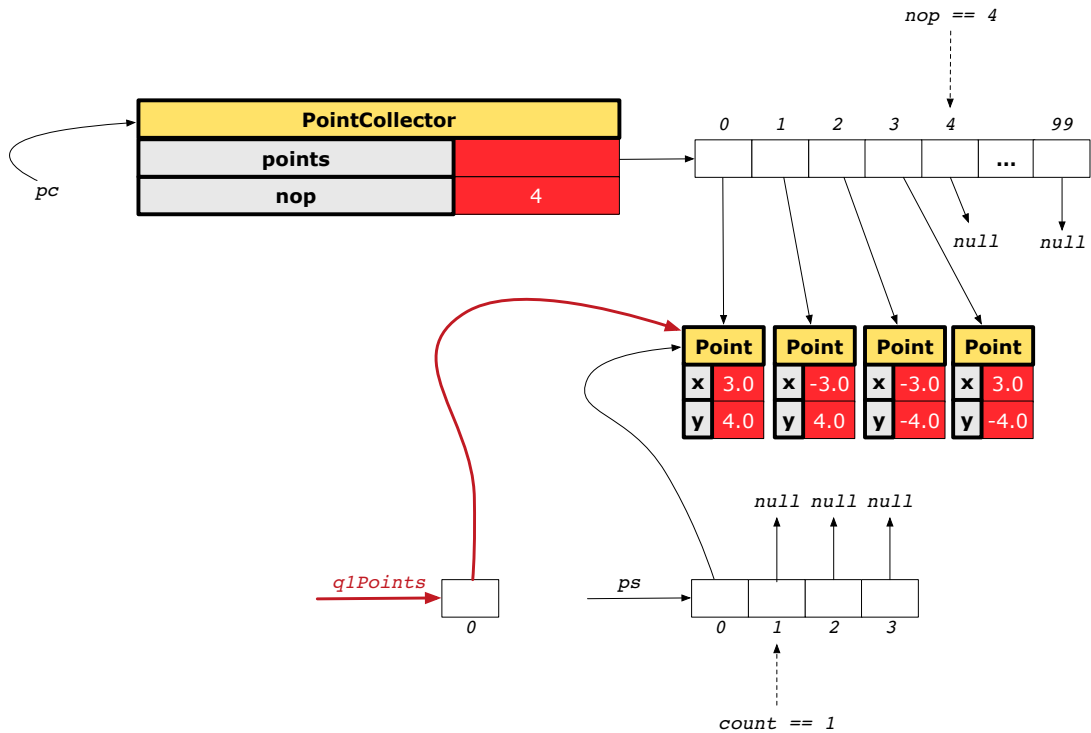 nop == 4
PointCollector
0 1 2 3 4 99
points
...
pc
nop 4
null null
Point Point Point Point
x 3.0 x -3.0 x -3.0 x 3.0
y 4.0 y 4.0 y -4.0 y -4.0
null null null
q1Points
ps
0
0 1 2 3
count == 1